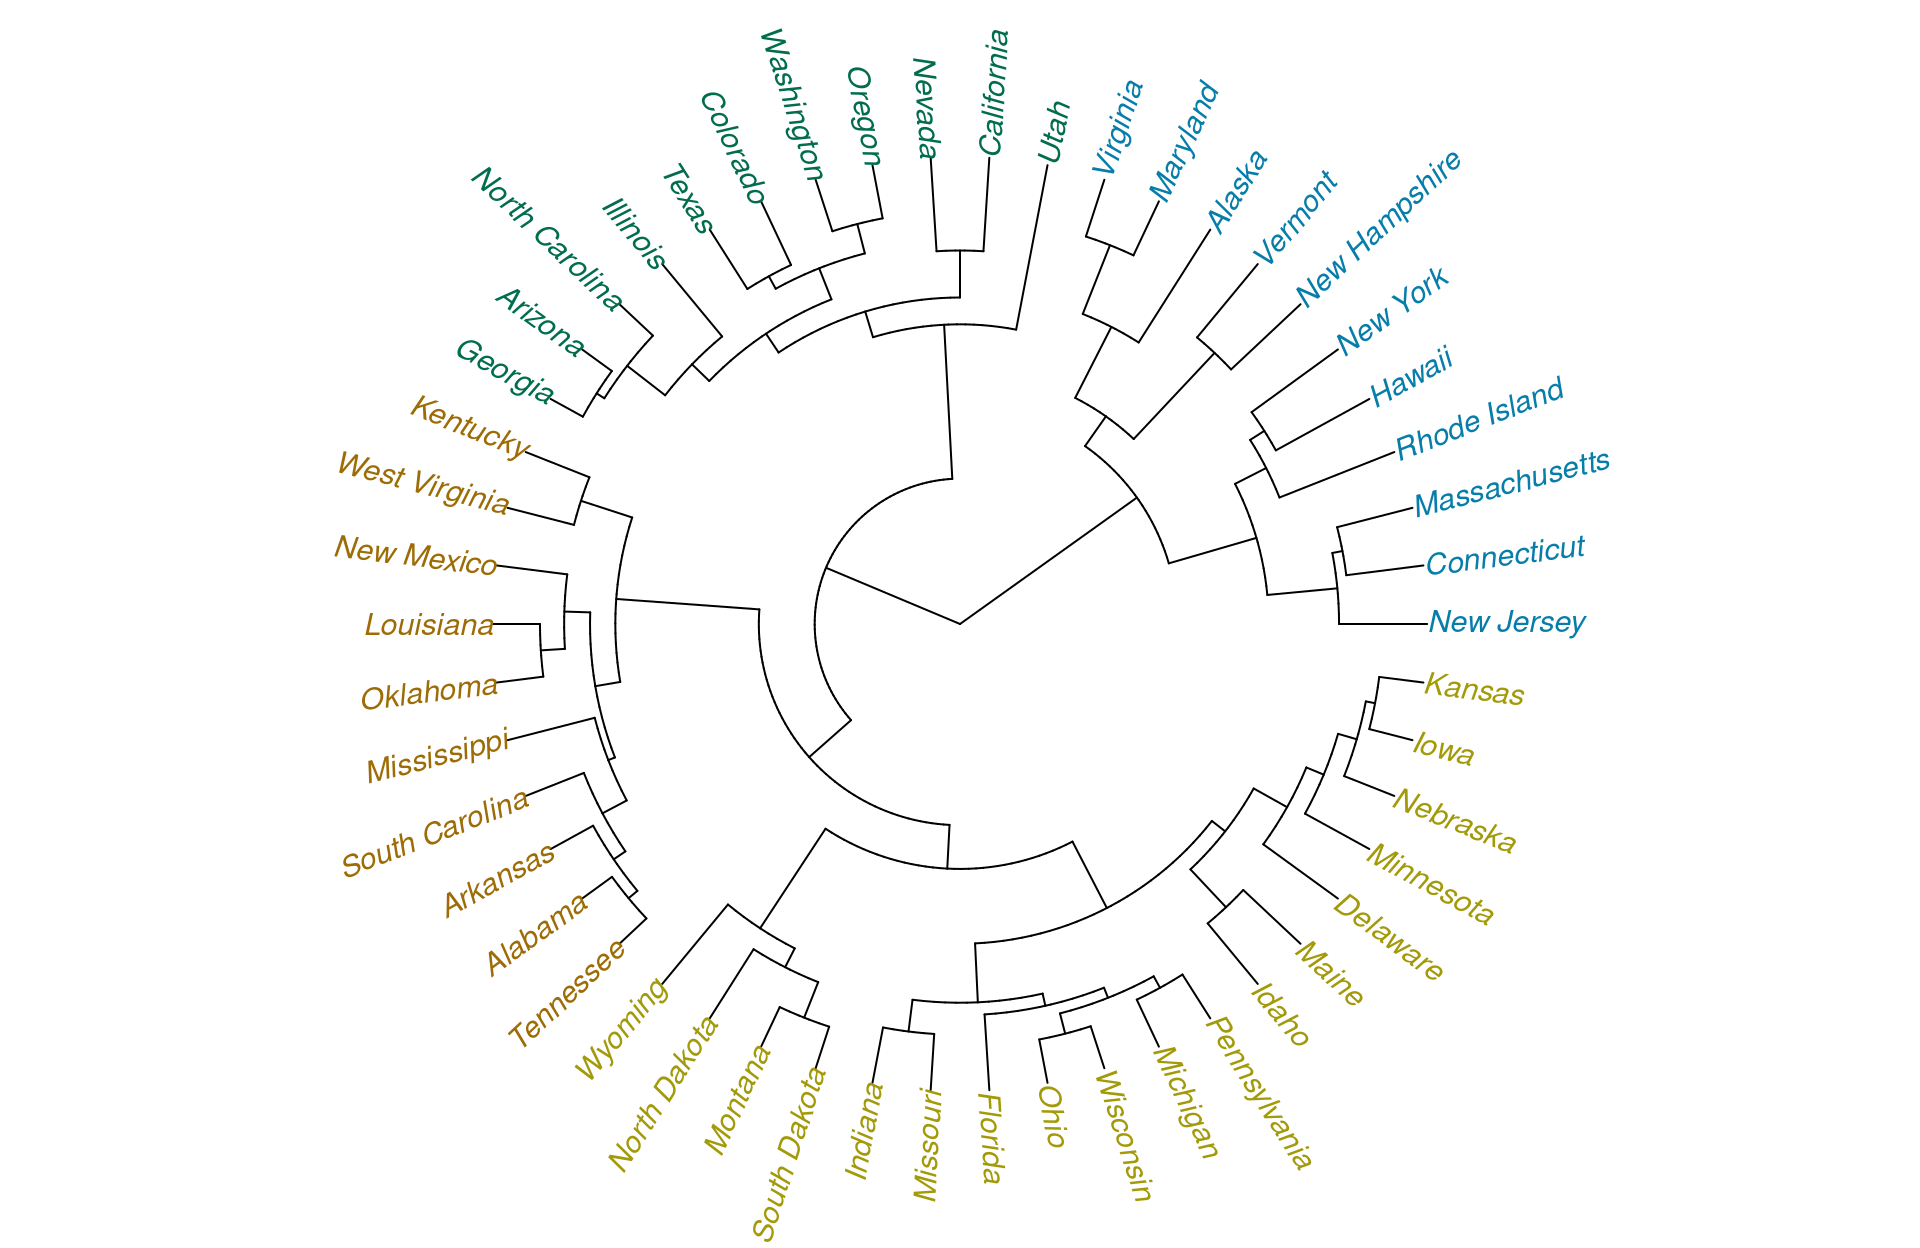 Washington
Oregon
Nevada
California
Utah
Virginia
Maryland
Alaska
Vermont
New Hampshire
New York
Hawaii
Rhode Island
Massachusetts
Connecticut
New Jersey
Kansas
Iowa
Nebraska
Minnesota
Delaware
Maine
Idaho
Pennsylvania
Michigan
Wisconsin
Ohio
Florida
Missouri
Indiana
South Dakota
Montana
North Dakota
Wyoming
Tennessee
Alabama
Arkansas
South Carolina
Mississippi
Oklahoma
Louisiana
New Mexico
West Virginia
Kentucky
Georgia
Arizona
North Carolina
Illinois
Texas
Colorado